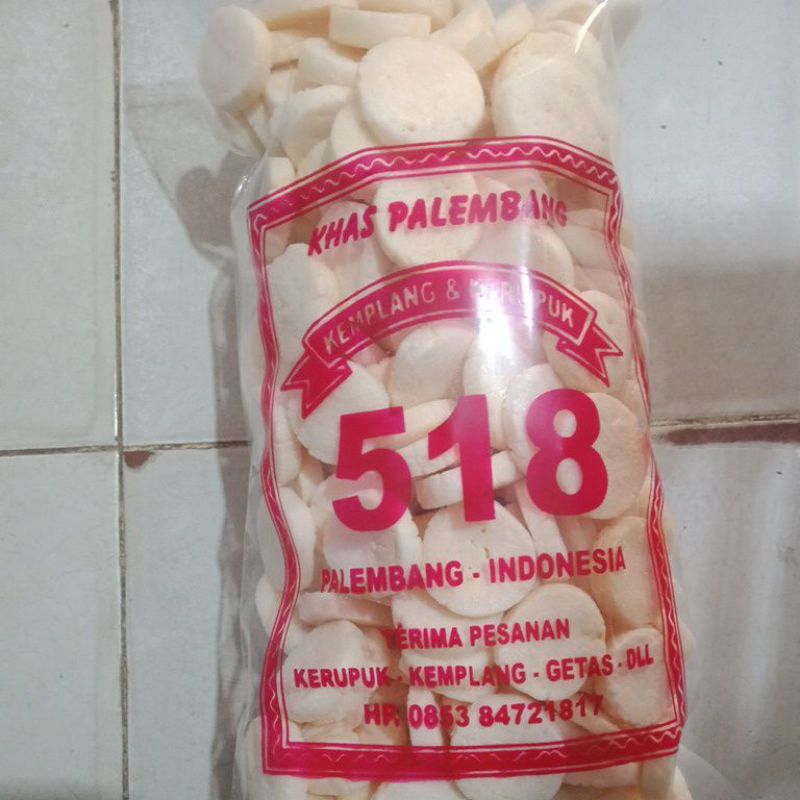 KHAS PALEMBANG
KEMPLANG & KERUPUK
518
PALEMBANG - INDONESIA
TERIMA PESANAN
KERUPUK - KEMPLANG - GETAS - DLL
HP. 0853 84721817